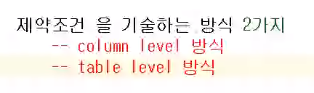 제약조건 을 기술하는 방식 2가지
-- column level 방식
-- table level 방식